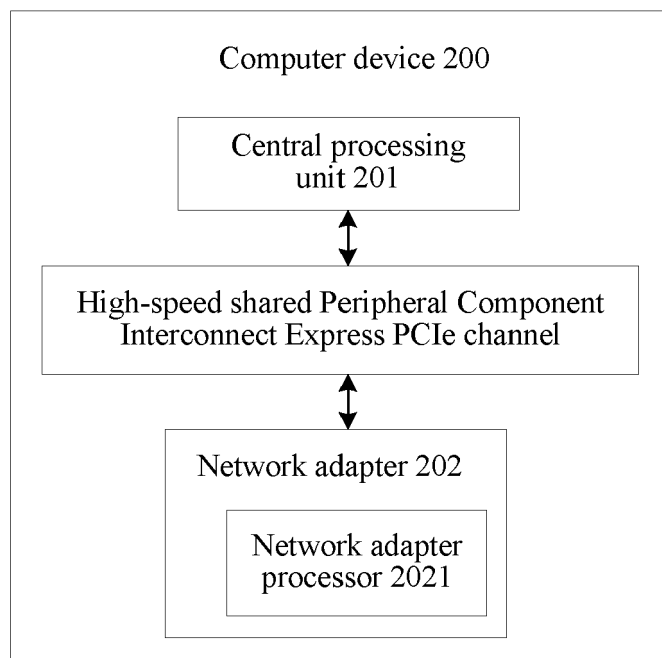 Computer device 200
Central processing
unit 201
High-speed shared Peripheral Component
Interconnect Express PCIe channel
Network adapter 202
Network adapter
processor 2021